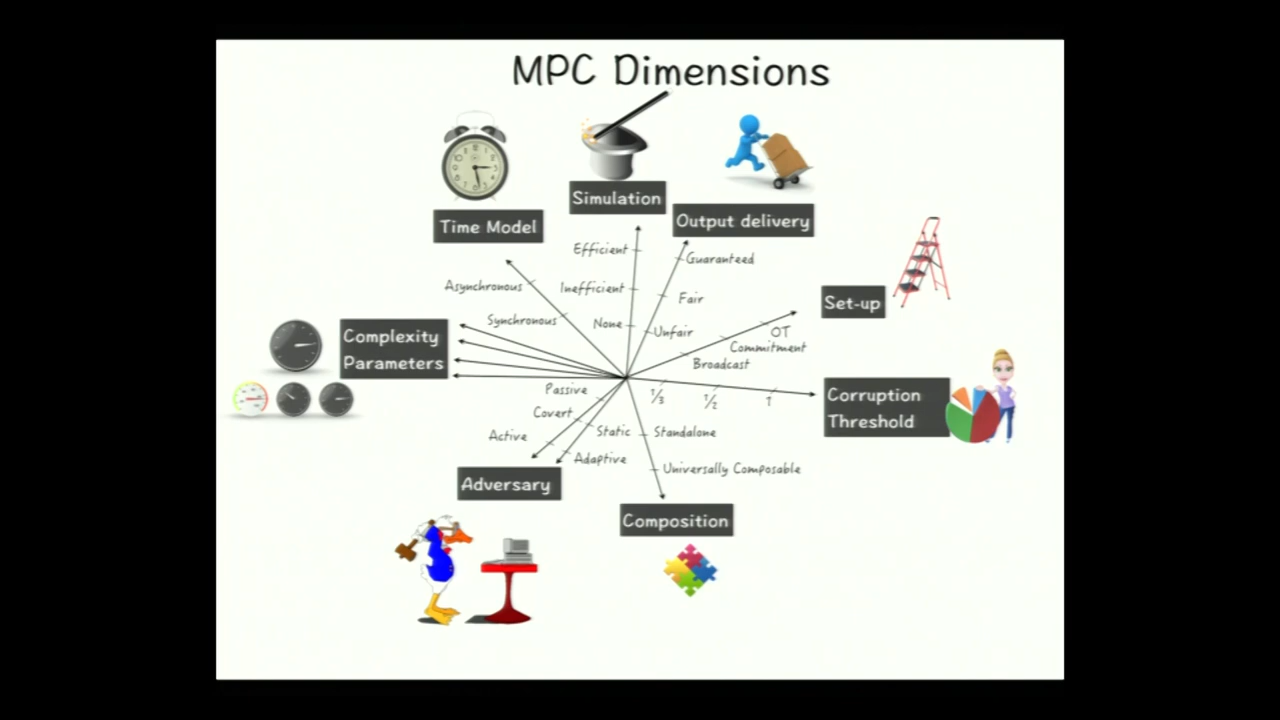 MPC Dimensions
Simulation
Time Model
Output delivery
Efficient
Guaranteed
Asynchronous
Inefficient
Fair
Set-up
Synchronous
None
Unfair
OT
Commitment
Broadcast
Complexity
Parameters
Passive
1/3
1/2
1
Corruption
Threshold
Covert
Active
Static
Standalone
Adaptive
Universally Composable
Adversary
Composition